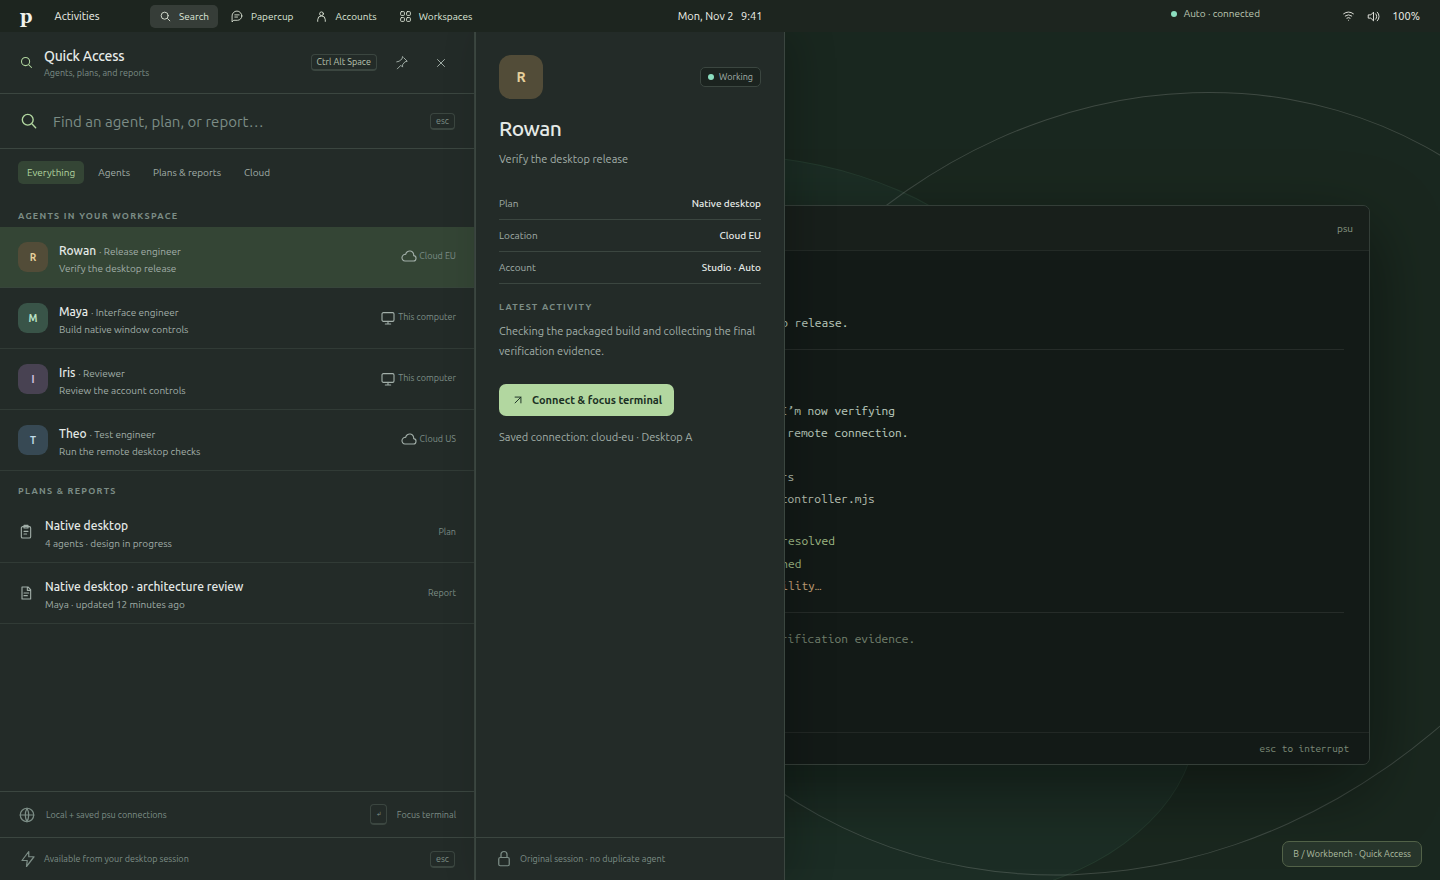 p Activities Search Papercup Accounts Workspaces Mon, Nov 2 9:41 Auto · connected 100%
Quick Access
Agents, plans, and reports
Ctrl Alt Space
Find an agent, plan, or report…
esc
Everything Agents Plans & reports Cloud
AGENTS IN YOUR WORKSPACE
R Rowan · Release engineer
Verify the desktop release
Cloud EU
M Maya · Interface engineer
Build native window controls
This computer
I Iris · Reviewer
Review the account controls
This computer
T Theo · Test engineer
Run the remote desktop checks
Cloud US
PLANS & REPORTS
Native desktop
4 agents · design in progress
Plan
Native desktop · architecture review
Maya · updated 12 minutes ago
Report
Local + saved psu connections
Focus terminal
Available from your desktop session
esc
R
Working
Rowan
Verify the desktop release
Plan Native desktop
Location Cloud EU
Account Studio · Auto
LATEST ACTIVITY
Checking the packaged build and collecting the final
verification evidence.
Connect & focus terminal
Saved connection: cloud-eu · Desktop A
Original session · no duplicate agent
psu
release.
I'm now verifying
remote connection.
rs
controller.mjs
resolved
ned
ility…
rification evidence.
esc to interrupt
B / Workbench · Quick Access